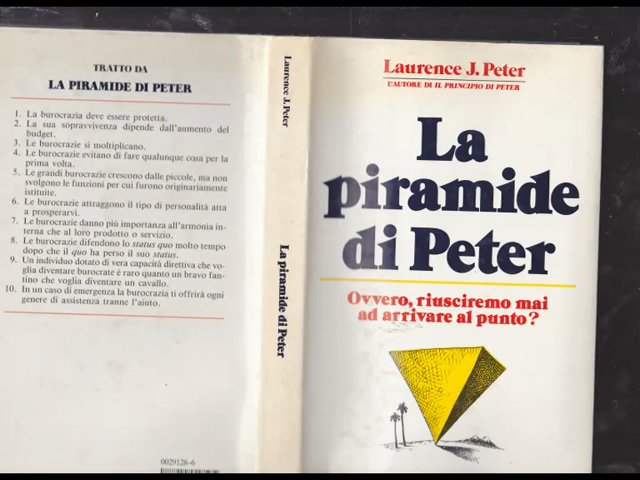 TRATTO DA
LA PIRAMIDE DI PETER
1. La burocrazia deve essere protetta.
2. La sua sopravvivenza dipende dall'aumento del
budget.
3. Le burocrazie si moltiplicano.
4. Le burocrazie evitano di fare qualunque cosa per la
prima volta.
5. Le grandi burocrazie crescono dalle piccole, ma non
svolgono le funzioni per cui furono originariamente
istituite.
6. Le burocrazie attraggono il tipo di personalità atta
a prosperarvi.
7. Le burocrazie danno più importanza all'armonia in-
terna che al loro prodotto o servizio.
8. Le burocrazie difendono lo status quo molto tempo
dopo che il quo ha perso il suo status.
9. Un individuo dotato di vera capacità direttiva che vo-
glia diventare burocrate è raro quanto un bravo fan-
tino che voglia diventare un cavallo.
10. In un caso di emergenza la burocrazia ti offrirà ogni
genere di assistenza tranne l'aiuto.
0029128-6
Laurence J. Peter
La piramide di Peter
Laurence J. Peter
L'AUTORE DI IL PRINCIPIO DI PETER
La
piramide
di Peter
Ovvero, riusciremo mai
ad arrivare al punto?